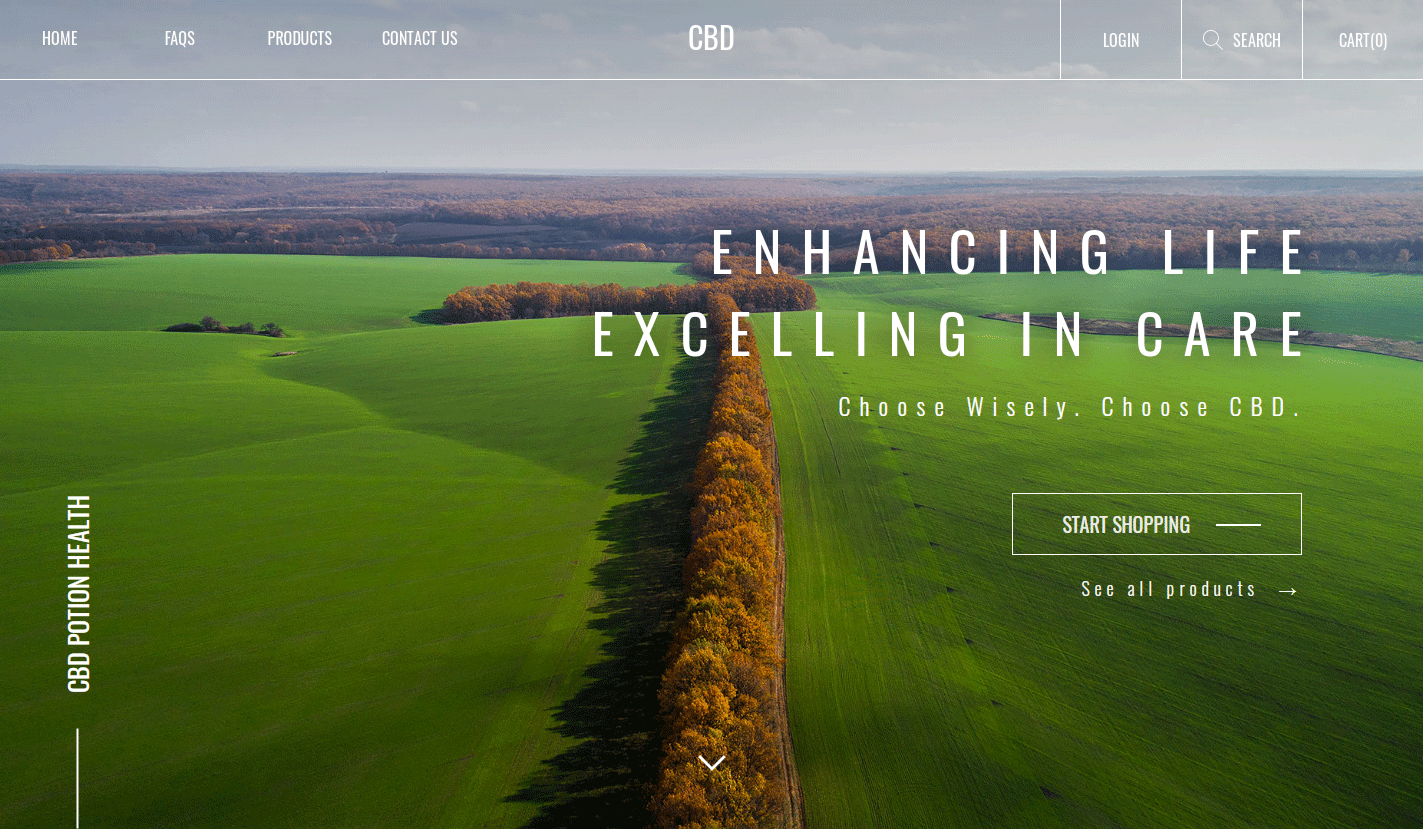 HOME
FAQS
PRODUCTS
CONTACT US
CBD
LOGIN
SEARCH
CART(0)
ENHANCING LIFE
EXCELLING IN CARE
Choose Wisely. Choose CBD.
START SHOPPING
See all products →
CBD POTION HEALTH